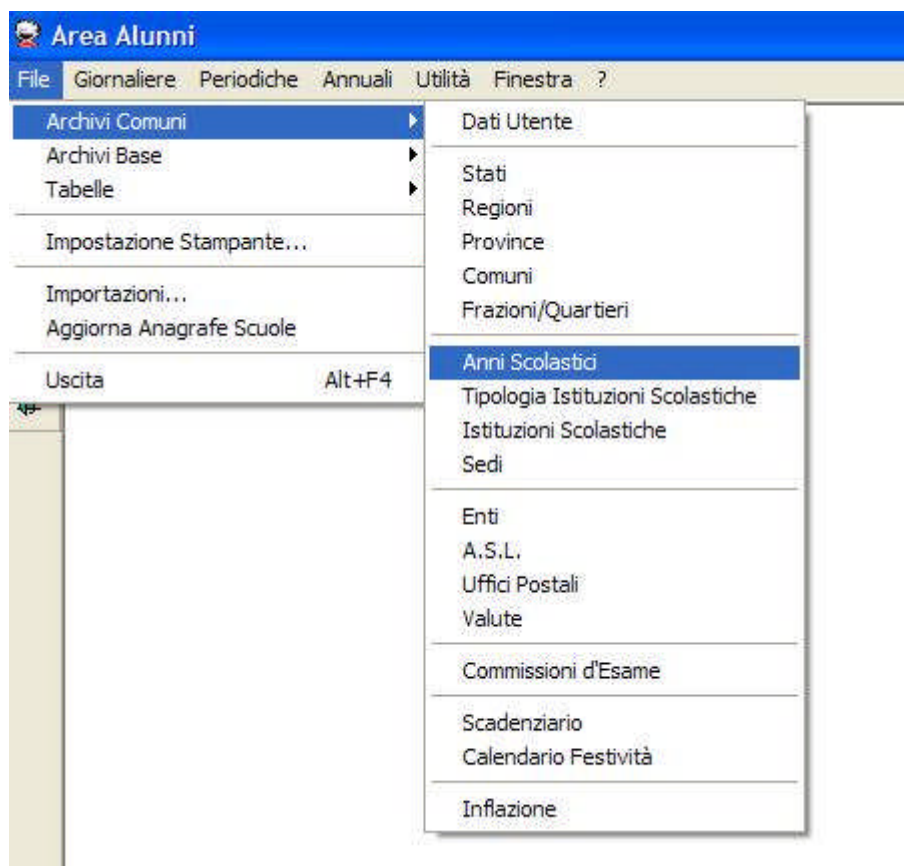 Area Alunni
File Giornaliere Periodiche Annuali Utilità Finestra ?
Archivi Comuni
Archivi Base
Tabelle
Impostazione Stampante...
Importazioni...
Aggiorna Anagrafe Scuole
Uscita Alt+F4
Dati Utente
Stati
Regioni
Province
Comuni
Frazioni/Quartieri
Anni Scolastici
Tipologia Istituzioni Scolastiche
Istituzioni Scolastiche
Sedi
Enti
A.S.L.
Uffici Postali
Valute
Commissioni d'Esame
Scadenziario
Calendario Festività
Inflazione